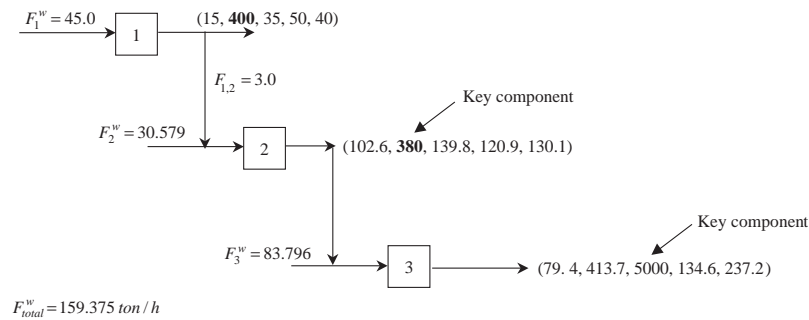 F₁ʷ = 45.0
1
(15, 400, 35, 50, 40)
F₁,₂ = 3.0
Key component
F₂ʷ = 30.579
2
(102.6, 380, 139.8, 120.9, 130.1)
Key component
F₃ʷ = 83.796
3
(79. 4, 413.7, 5000, 134.6, 237.2)
Fʷtotal = 159.375 ton / h